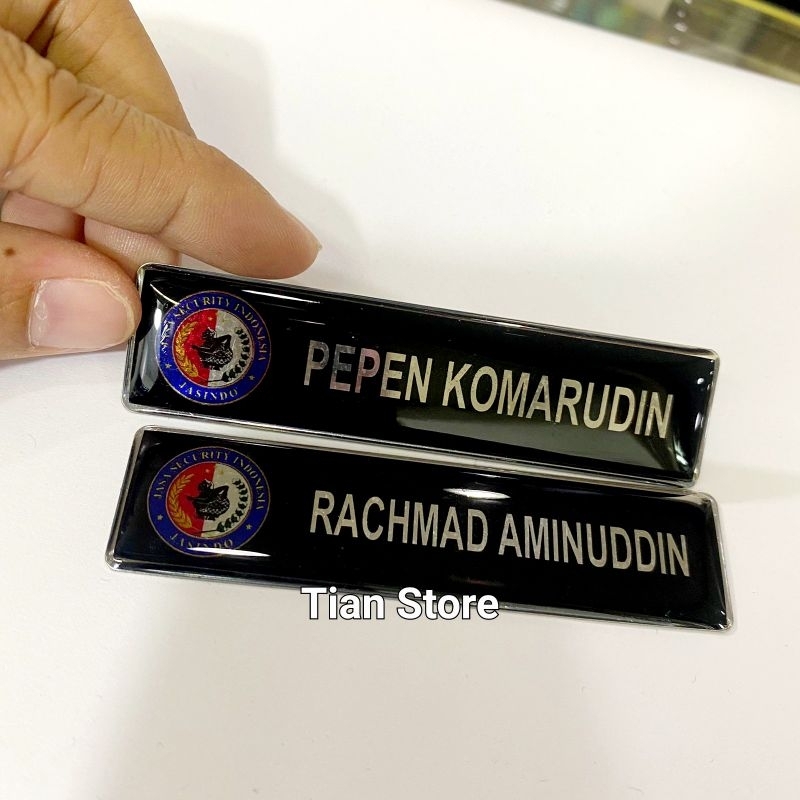 JASA SECURITY INDONESIA
JASINDO
PEPEN KOMARUDIN
JASA SECURITY INDONESIA
JASINDO
RACHMAD AMINUDDIN
Tian Store